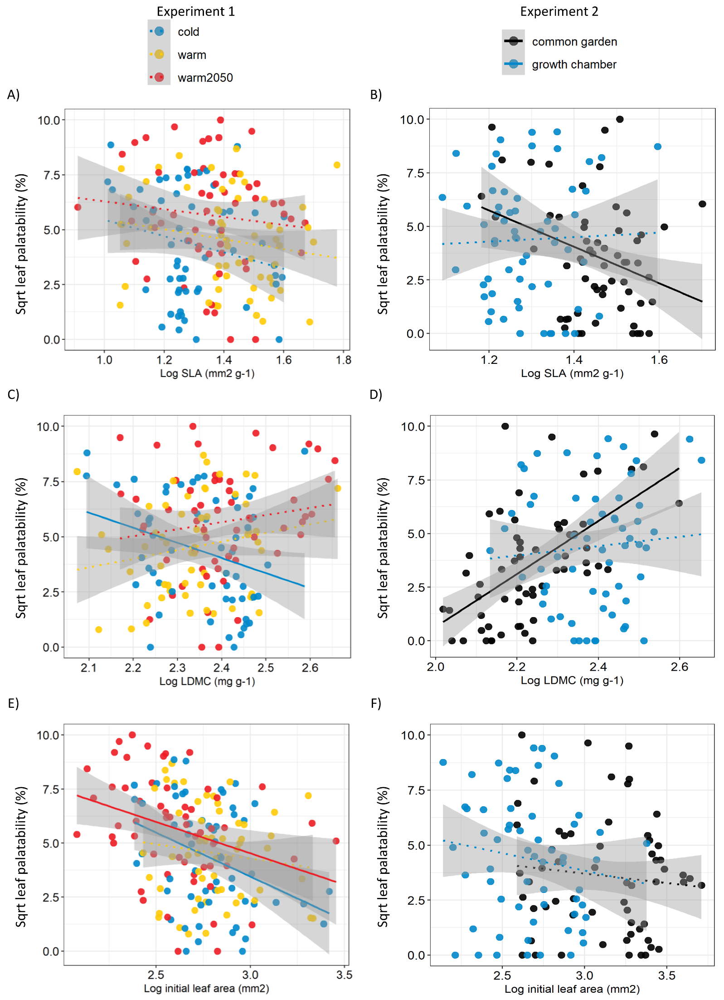 Experiment 1
cold
warm
warm2050
Experiment 2
common garden
growth chamber
A)
Sqrt leaf palatability (%)
10.0
7.5
5.0
2.5
0.0
1.0 1.2 1.4 1.6 1.8
Log SLA (mm2 g-1)
B)
Sqrt leaf palatability (%)
10.0
7.5
5.0
2.5
0.0
1.2 1.4 1.6
Log SLA (mm2 g-1)
C)
Sqrt leaf palatability (%)
10.0
7.5
5.0
2.5
0.0
2.1 2.2 2.3 2.4 2.5 2.6
Log LDMC (mg g-1)
D)
Sqrt leaf palatability (%)
10.0
7.5
5.0
2.5
0.0
2.0 2.2 2.4 2.6
Log LDMC (mg g-1)
E)
Sqrt leaf palatability (%)
10.0
7.5
5.0
2.5
0.0
2.5 3.0 3.5
Log initial leaf area (mm2)
F)
Sqrt leaf palatability (%)
10.0
7.5
5.0
2.5
0.0
2.5 3.0 3.5
Log initial leaf area (mm2)